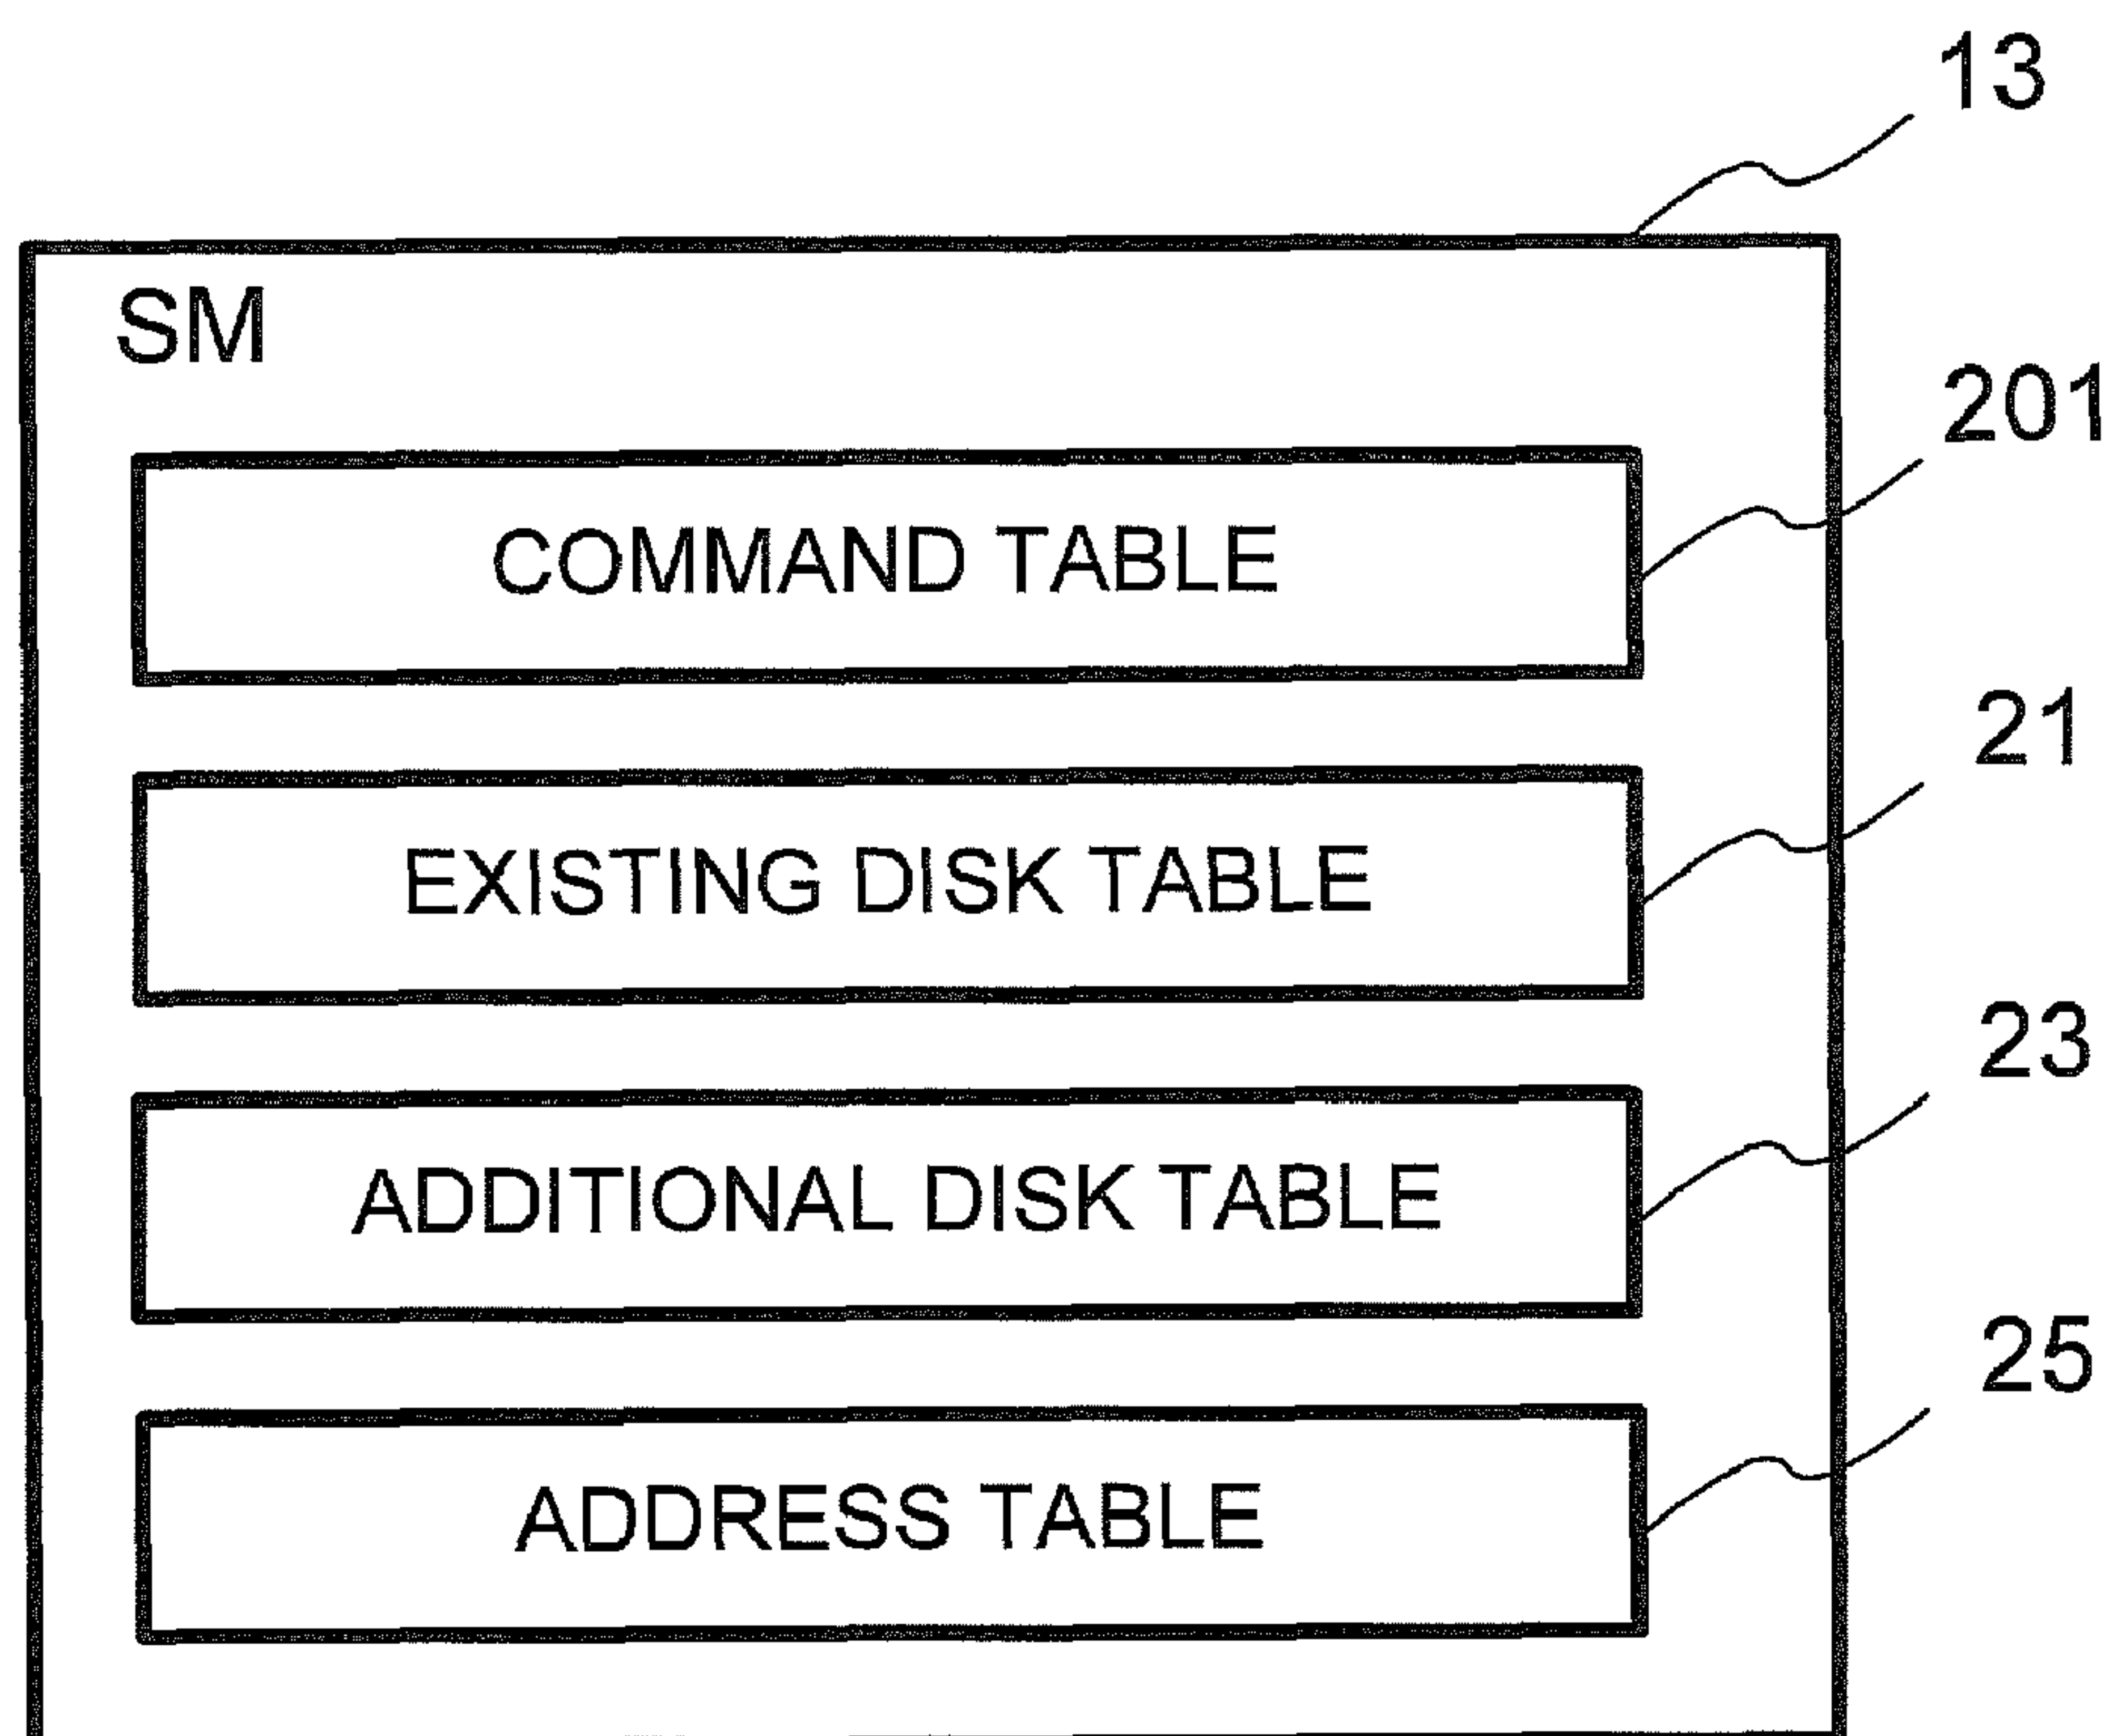 13
SM
201
COMMAND TABLE
21
EXISTING DISK TABLE
23
ADDITIONAL DISK TABLE
25
ADDRESS TABLE